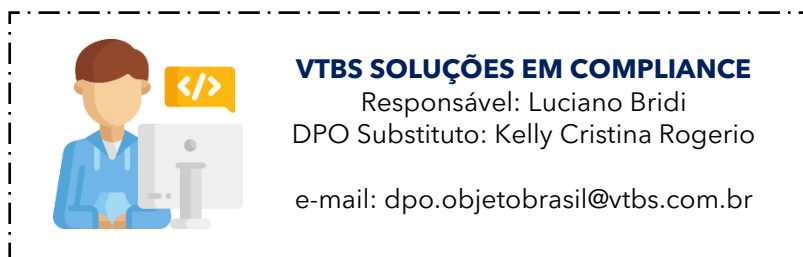 </>
VTBS SOLUÇÕES EM COMPLIANCE
Responsável: Luciano Bridi
DPO Substituto: Kelly Cristina Rogerio
e-mail: dpo.objetobrasil@vtbs.com.br